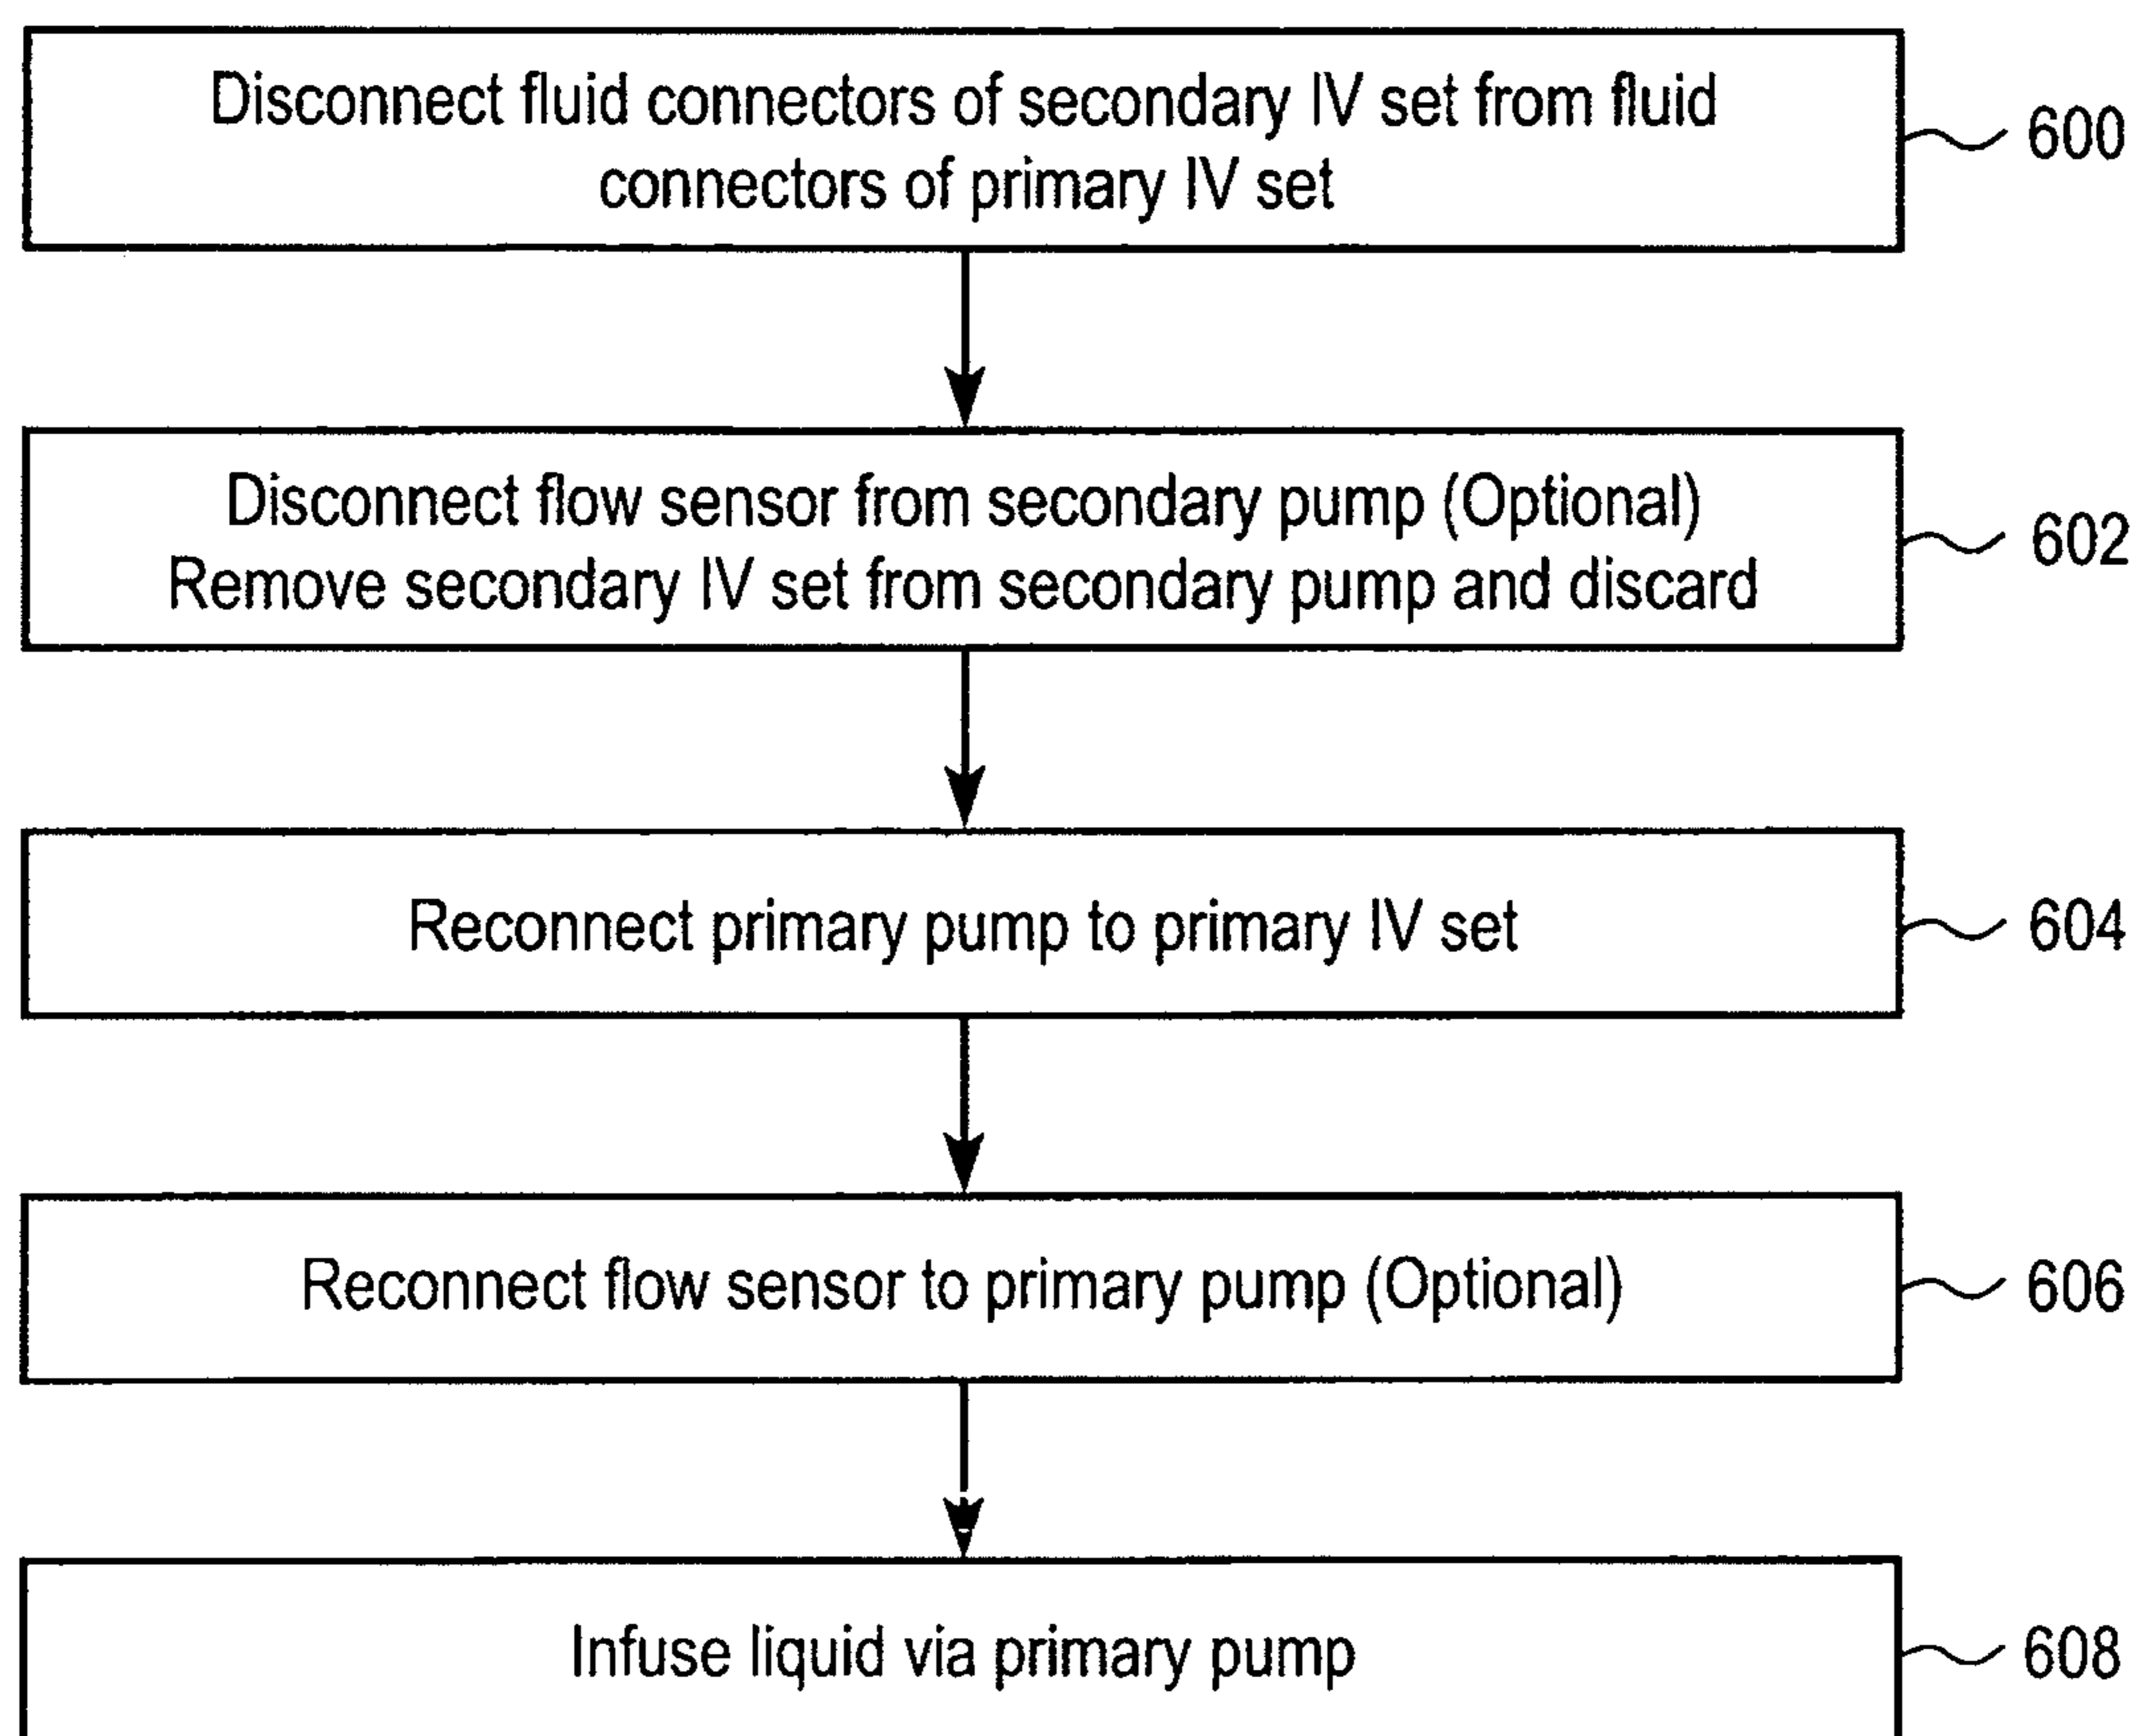 Disconnect fluid connectors of secondary IV set from fluid
connectors of primary IV set
600
Disconnect flow sensor from secondary pump (Optional)
Remove secondary IV set from secondary pump and discard
602
Reconnect primary pump to primary IV set
604
Reconnect flow sensor to primary pump (Optional)
606
Infuse liquid via primary pump
608